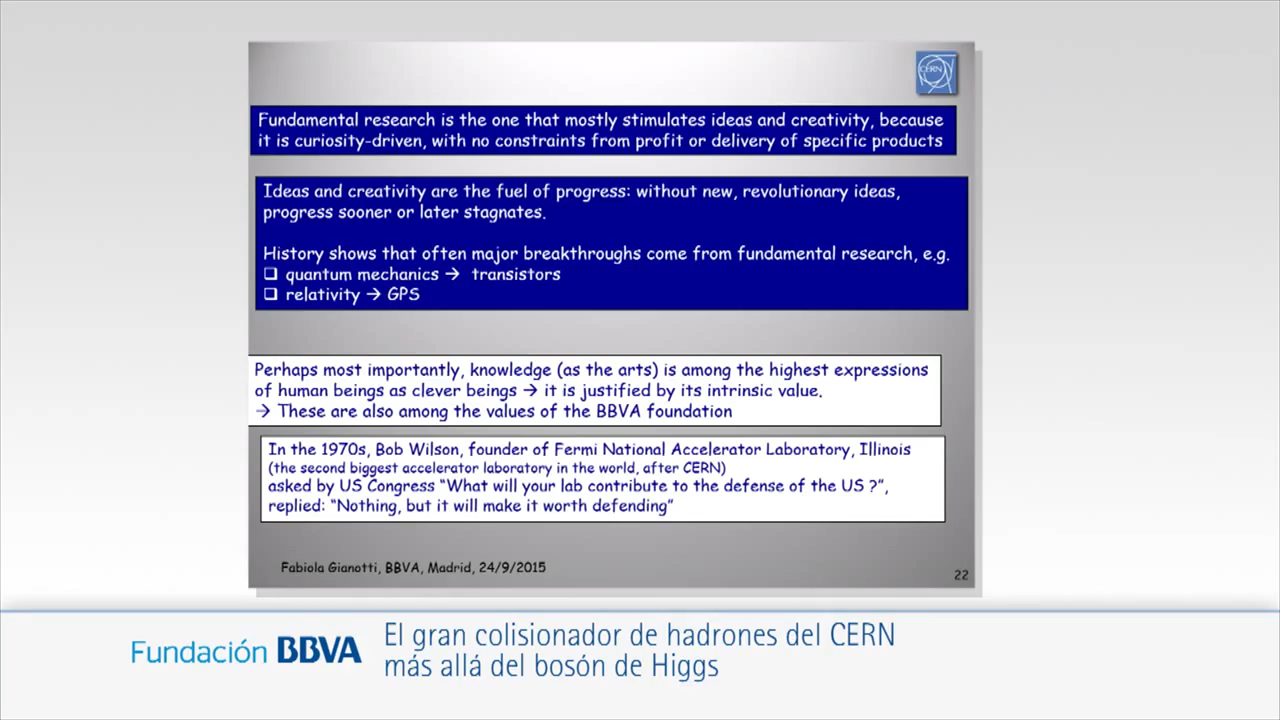 CERN
Fundamental research is the one that mostly stimulates ideas and creativity, because
it is curiosity-driven, with no constraints from profit or delivery of specific products
Ideas and creativity are the fuel of progress: without new, revolutionary ideas,
progress sooner or later stagnates.
History shows that often major breakthroughs come from fundamental research, e.g.
❑ quantum mechanics → transistors
❑ relativity → GPS
Perhaps most importantly, knowledge (as the arts) is among the highest expressions
of human beings as clever beings → it is justified by its intrinsic value.
→ These are also among the values of the BBVA foundation
In the 1970s, Bob Wilson, founder of Fermi National Accelerator Laboratory, Illinois
(the second biggest accelerator laboratory in the world, after CERN)
asked by US Congress “What will your lab contribute to the defense of the US ?”,
replied: “Nothing, but it will make it worth defending”
Fabiola Gianotti, BBVA, Madrid, 24/9/2015
22
Fundación BBVA
El gran colisionador de hadrones del CERN
más allá del bosón de Higgs